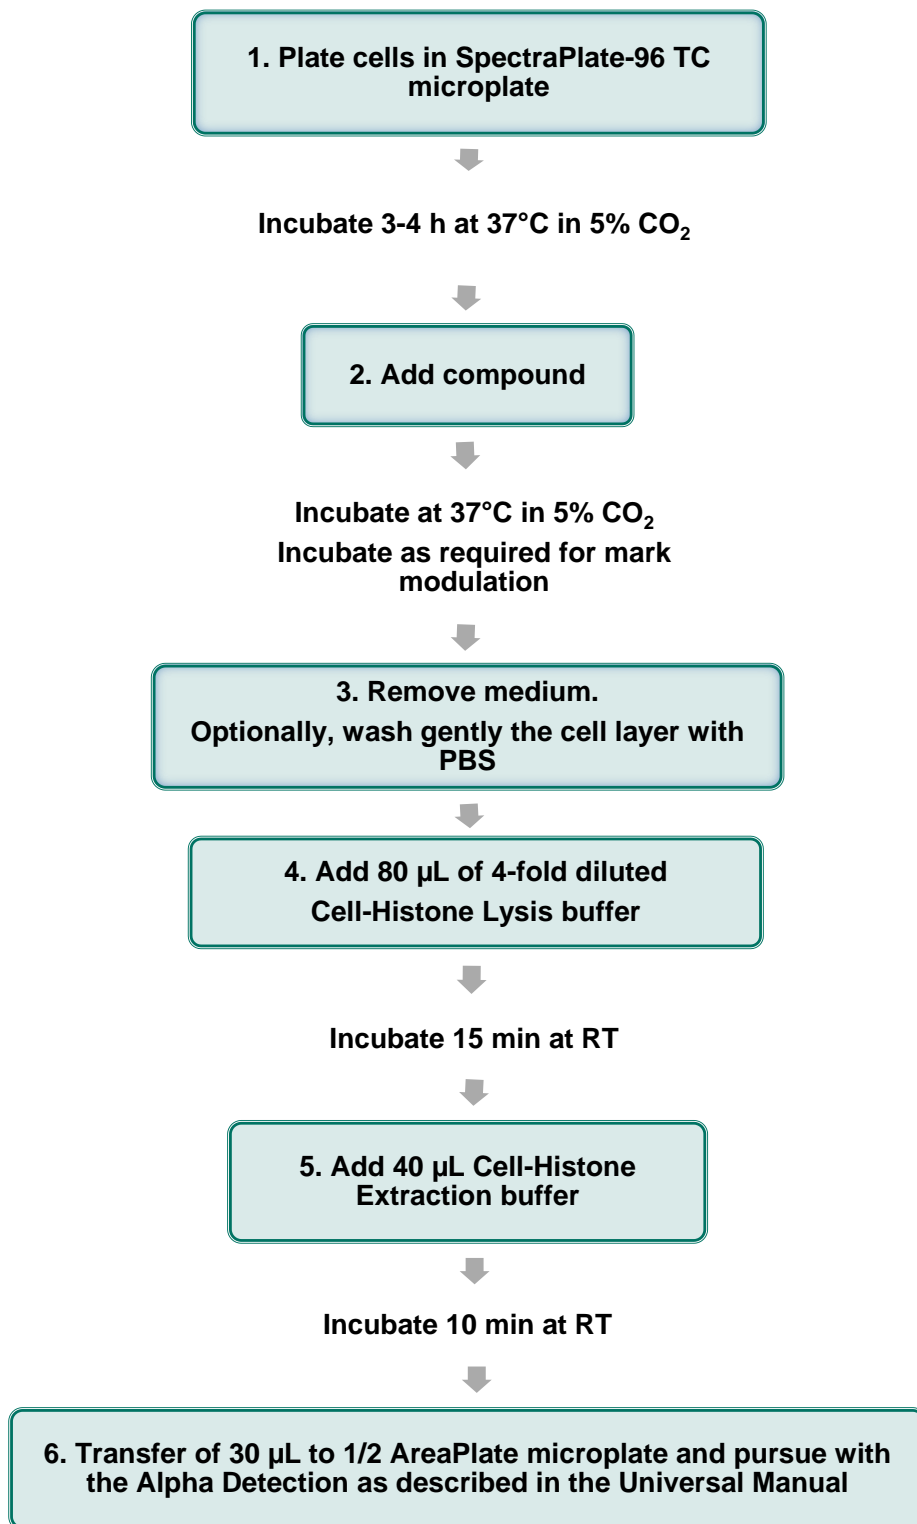 1. Plate cells in SpectraPlate-96 TC
microplate
Incubate 3-4 h at 37°C in 5% CO₂
2. Add compound
Incubate at 37°C in 5% CO₂
Incubate as required for mark
modulation
3. Remove medium.
Optionally, wash gently the cell layer with
PBS
4. Add 80 µL of 4-fold diluted
Cell-Histone Lysis buffer
Incubate 15 min at RT
5. Add 40 µL Cell-Histone
Extraction buffer
Incubate 10 min at RT
6. Transfer of 30 µL to 1/2 AreaPlate microplate and pursue with
the Alpha Detection as described in the Universal Manual